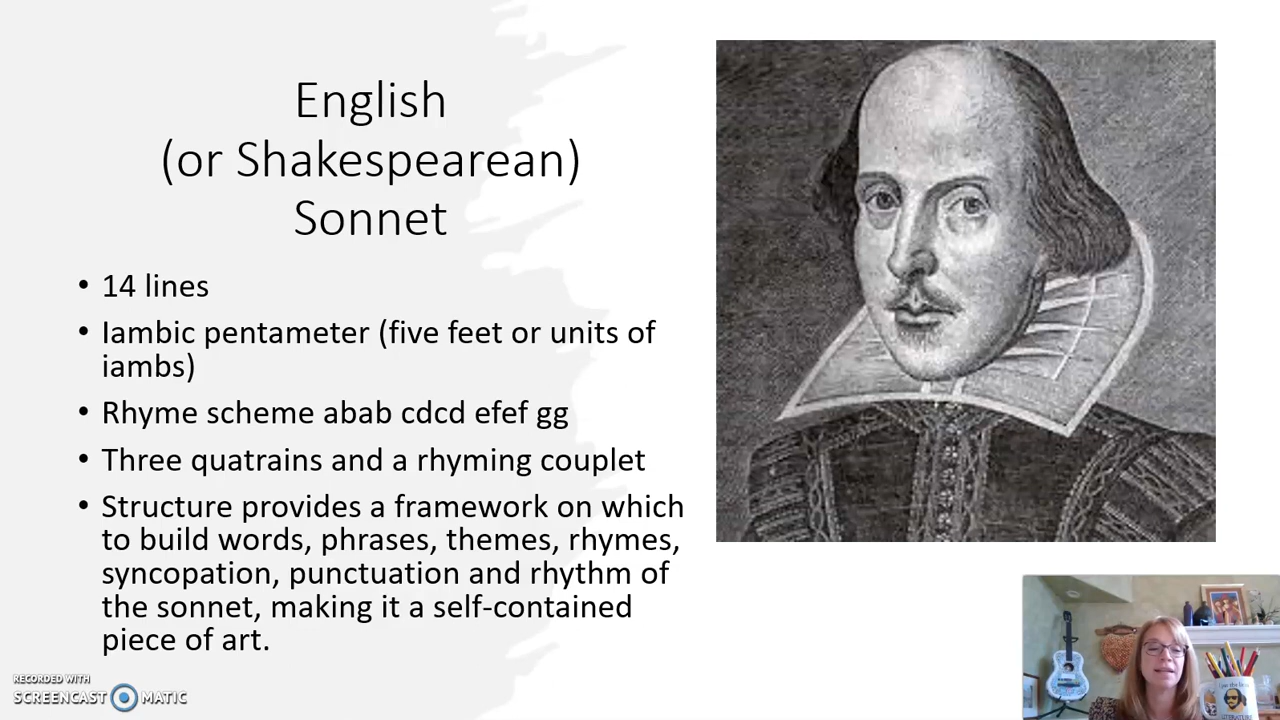 English
(or Shakespearean)
Sonnet
• 14 lines
• Iambic pentameter (five feet or units of
iambs)
• Rhyme scheme abab cdcd efef gg
• Three quatrains and a rhyming couplet
• Structure provides a framework on which
to build words, phrases, themes, rhymes,
syncopation, punctuation and rhythm of
the sonnet, making it a self-contained
piece of art.
RECORDED WITH
SCREENCAST MATIC
LITERATURE